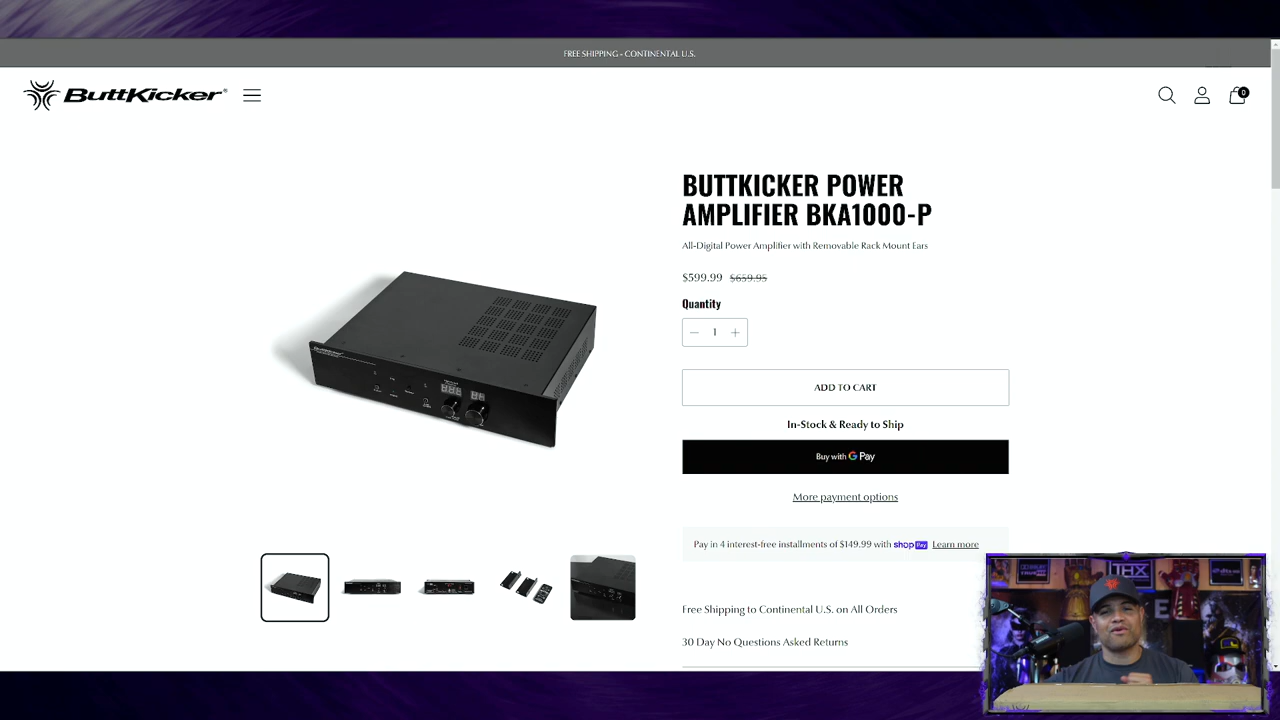 FREE SHIPPING - CONTINENTAL U.S.
ButtKicker®
0
BUTTKICKER POWER
AMPLIFIER BKA1000-P
All-Digital Power Amplifier with Removable Rack Mount Ears
$599.99 $659.95
Quantity
1
ADD TO CART
In-Stock & Ready to Ship
Buy with G Pay
More payment options
Pay in 4 interest-free installments of $149.99 with shop Pay Learn more
Free Shipping to Continental U.S. on All Orders
30 Day No Questions Asked Returns
THX